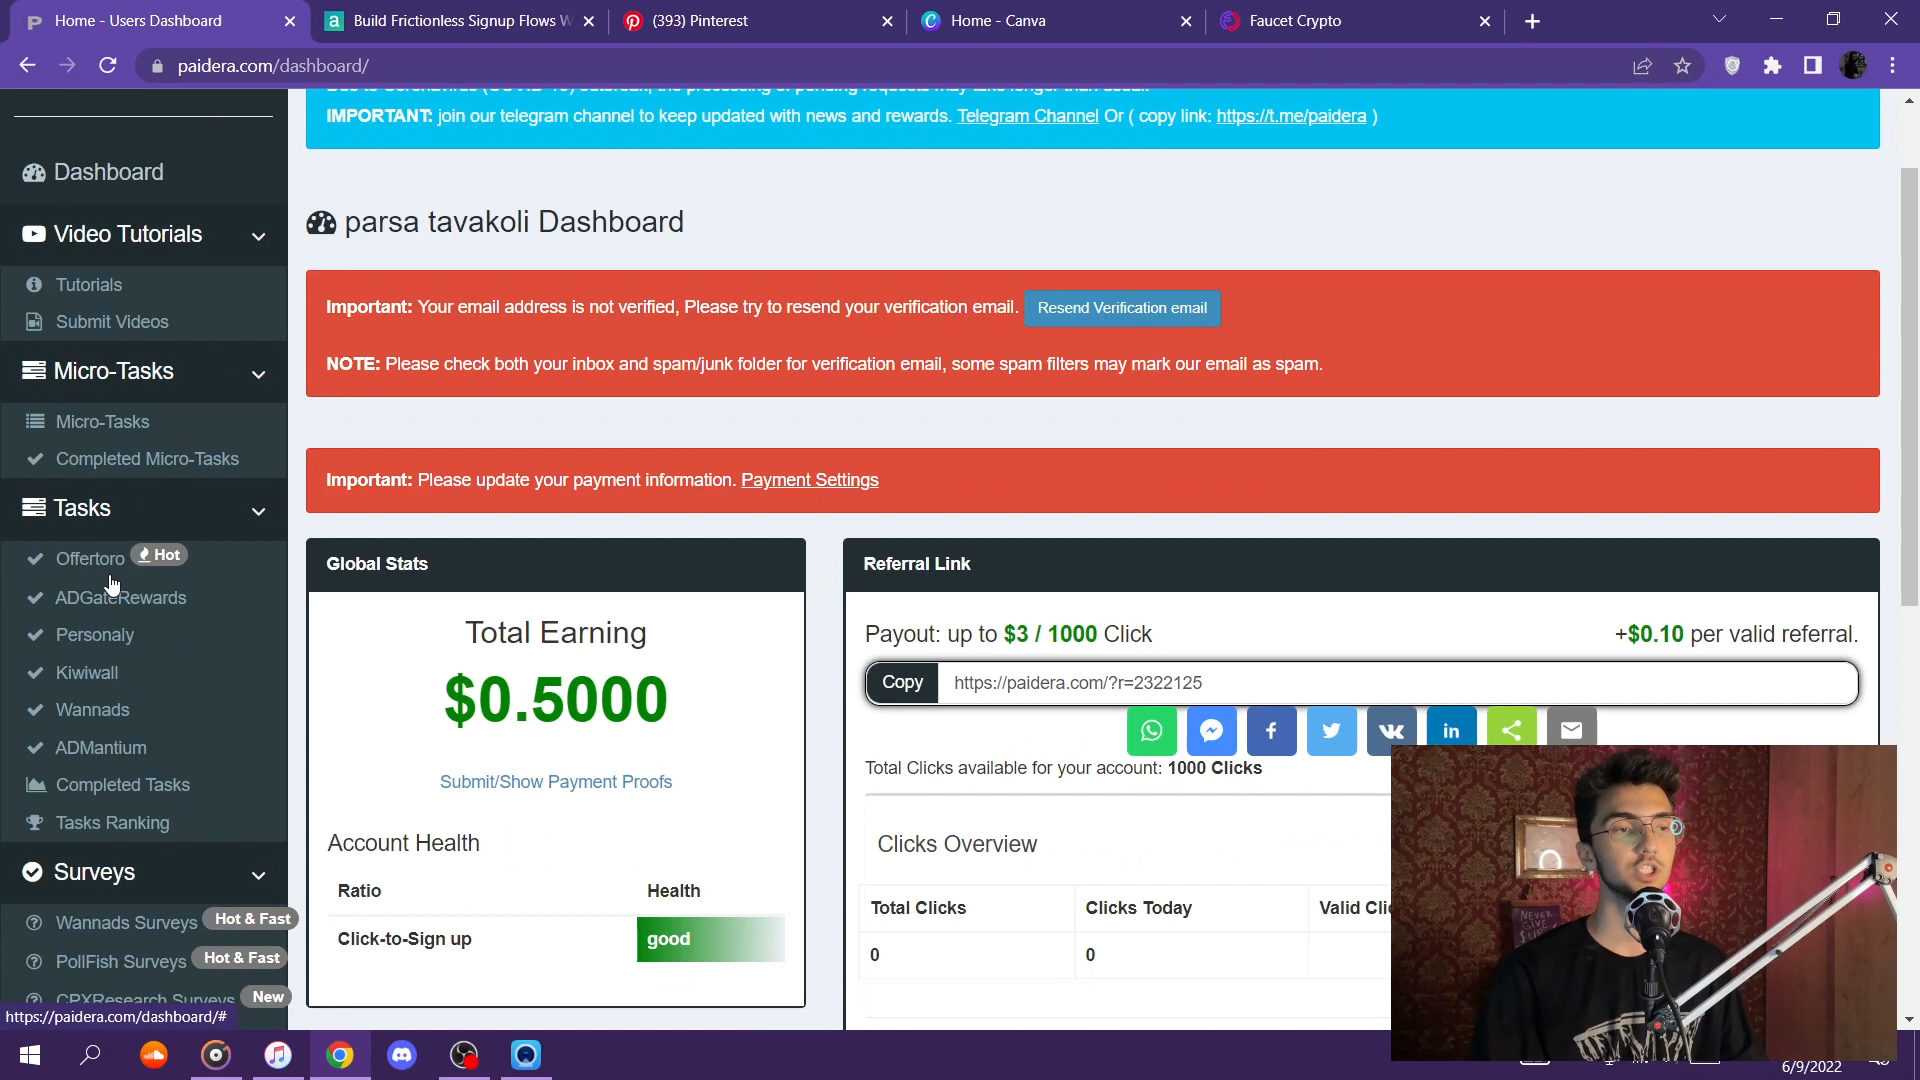 Home - Users Dashboard
Build Frictionless Signup Flows W
(393) Pinterest
Home - Canva
Faucet Crypto
paidera.com/dashboard/
IMPORTANT: join our telegram channel to keep updated with news and rewards. Telegram Channel Or ( copy link: https://t.me/paidera )
Dashboard
Video Tutorials
Tutorials
Submit Videos
Micro-Tasks
Micro-Tasks
Completed Micro-Tasks
Tasks
Offertoro Hot
ADGateRewards
Personaly
Kiwiwall
Wannads
ADMantium
Completed Tasks
Tasks Ranking
Surveys
Wannads Surveys Hot & Fast
PollFish Surveys Hot & Fast
CPXResearch Surveys New
https://paidera.com/dashboard/#
parsa tavakoli Dashboard
Important: Your email address is not verified, Please try to resend your verification email. Resend Verification email
NOTE: Please check both your inbox and spam/junk folder for verification email, some spam filters may mark our email as spam.
Important: Please update your payment information. Payment Settings
Global Stats
Total Earning
$0.5000
Submit/Show Payment Proofs
Account Health
Ratio Health
Click-to-Sign up good
Referral Link
Payout: up to $3 / 1000 Click +$0.10 per valid referral.
Copy https://paidera.com/?r=2322125
Total Clicks available for your account: 1000 Clicks
Clicks Overview
Total Clicks Clicks Today
0 0
NEVER
GIVE
6/9/2022